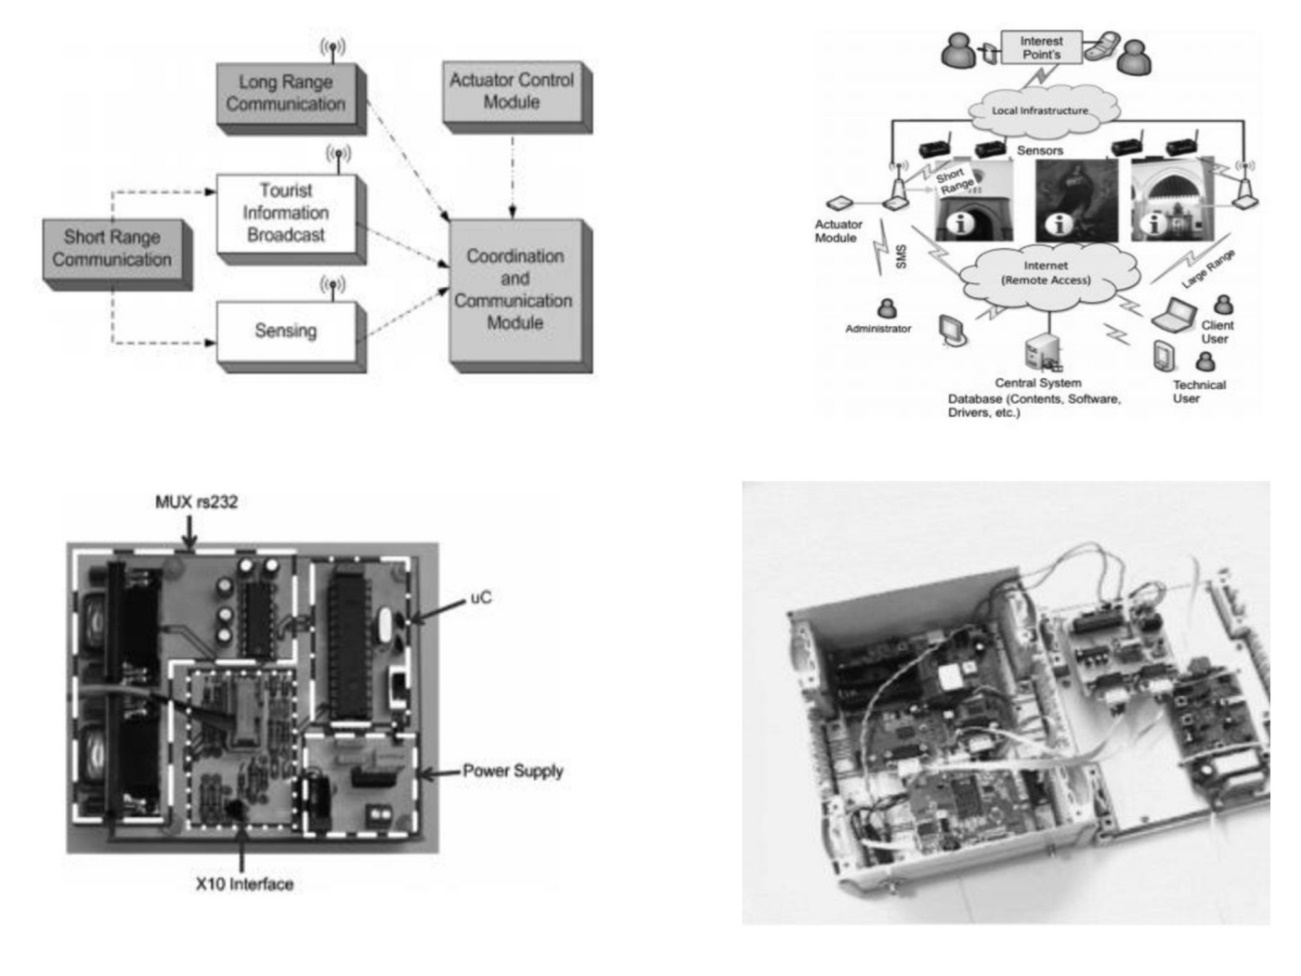 Long Range
Communication
Actuator Control
Module
Tourist
Information
Broadcast
Short Range
Communication
Sensing
Coordination
and
Communication
Module
Interest
Point's
Local Infrastructure
Sensors
Short
Range
Actuator
Module
SMS
Internet
(Remote Access)
Large Range
Administrator
Client
User
Central System
Database (Contents, Software,
Drivers, etc.)
Technical
User
MUX rs232
uC
Power Supply
X10 Interface